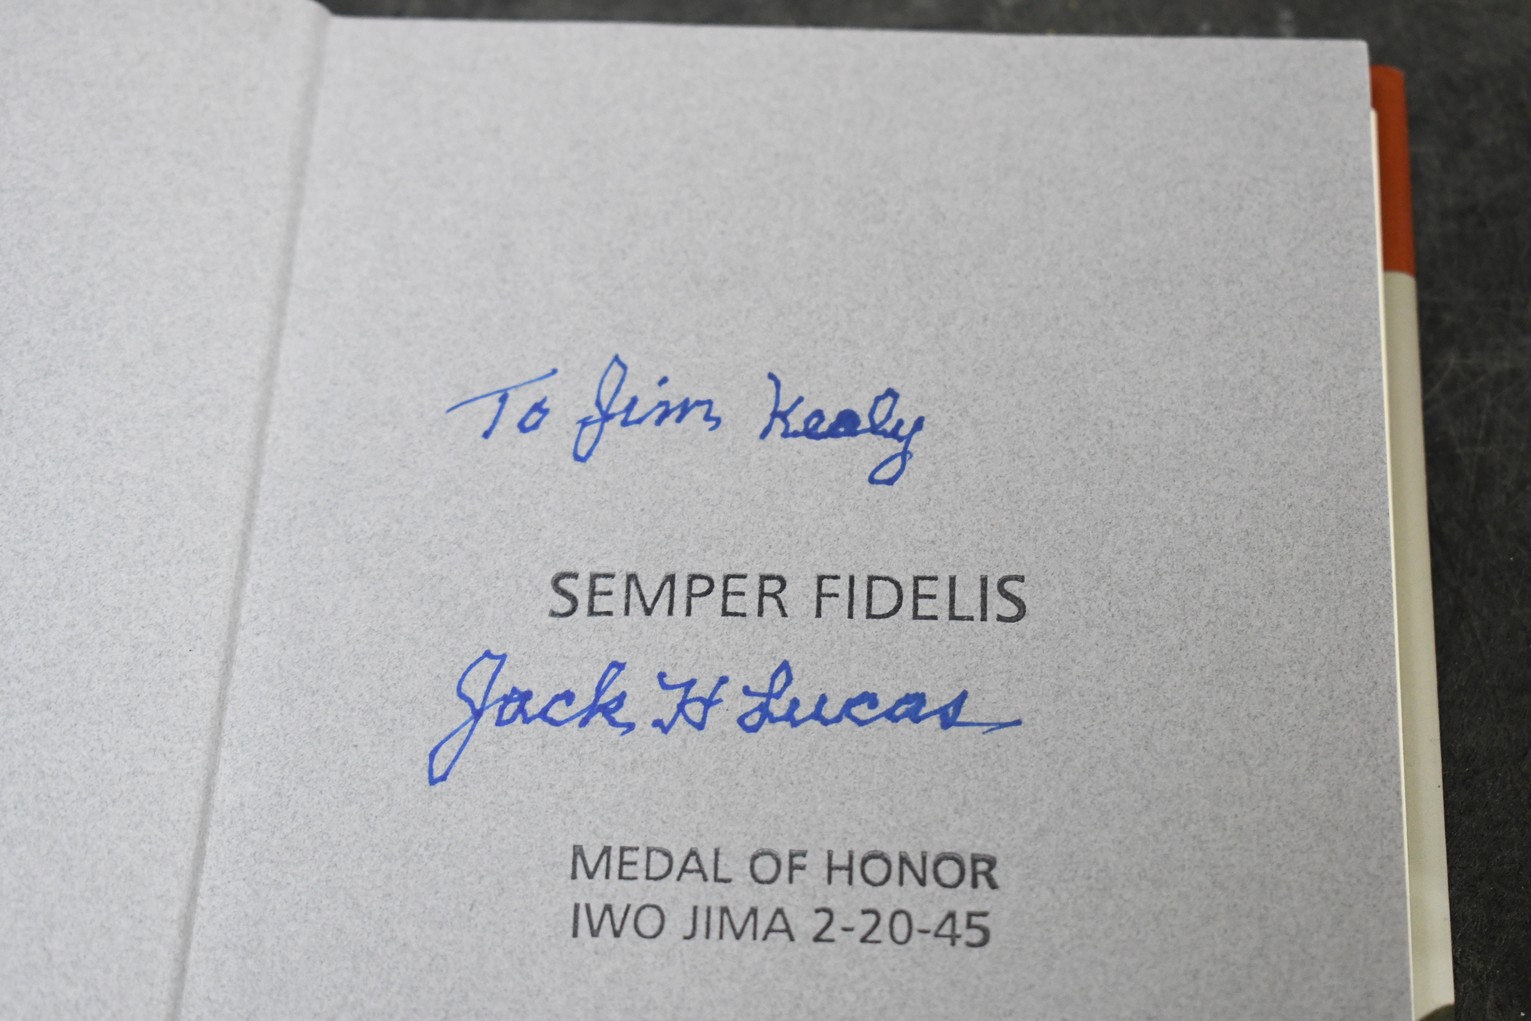 To Jim Kealy
SEMPER FIDELIS
Jack H Lucas
MEDAL OF HONOR
IWO JIMA 2-20-45